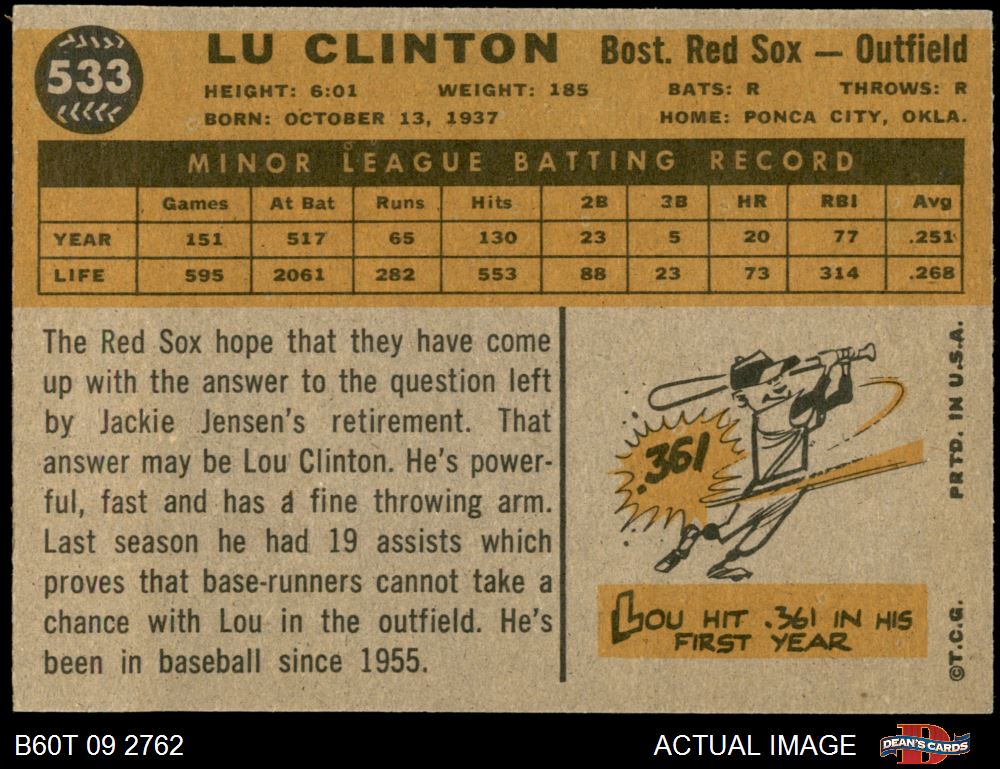 533
LU CLINTON Bost. Red Sox — Outfield
HEIGHT: 6:01 WEIGHT: 185 BATS: R THROWS: R
BORN: OCTOBER 13, 1937 HOME: PONCA CITY, OKLA.
MINOR LEAGUE BATTING RECORD
Games At Bat Runs Hits 2B 3B HR RBI Avg
YEAR 151 517 65 130 23 5 20 77 .251
LIFE 595 2061 282 553 88 23 73 314 .268
The Red Sox hope that they have come
up with the answer to the question left
by Jackie Jensen's retirement. That
answer may be Lou Clinton. He's power-
ful, fast and has a fine throwing arm.
Last season he had 19 assists which
proves that base-runners cannot take a
chance with Lou in the outfield. He's
been in baseball since 1955.
.361
LOU HIT .361 IN HIS
FIRST YEAR
PRTD. IN U.S.A.
©T.C.G.
B60T 09 2762 ACTUAL IMAGE DEAN'S CARDS